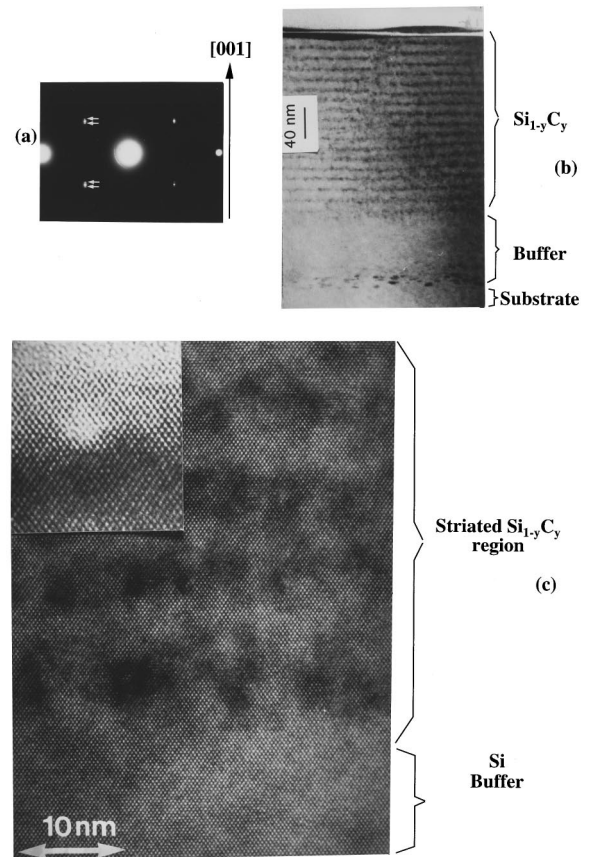 [001]
(a)
40 nm
Si1-yCy
(b)
Buffer
Substrate
Striated Si1-yCy
region
(c)
Si
Buffer
10 nm